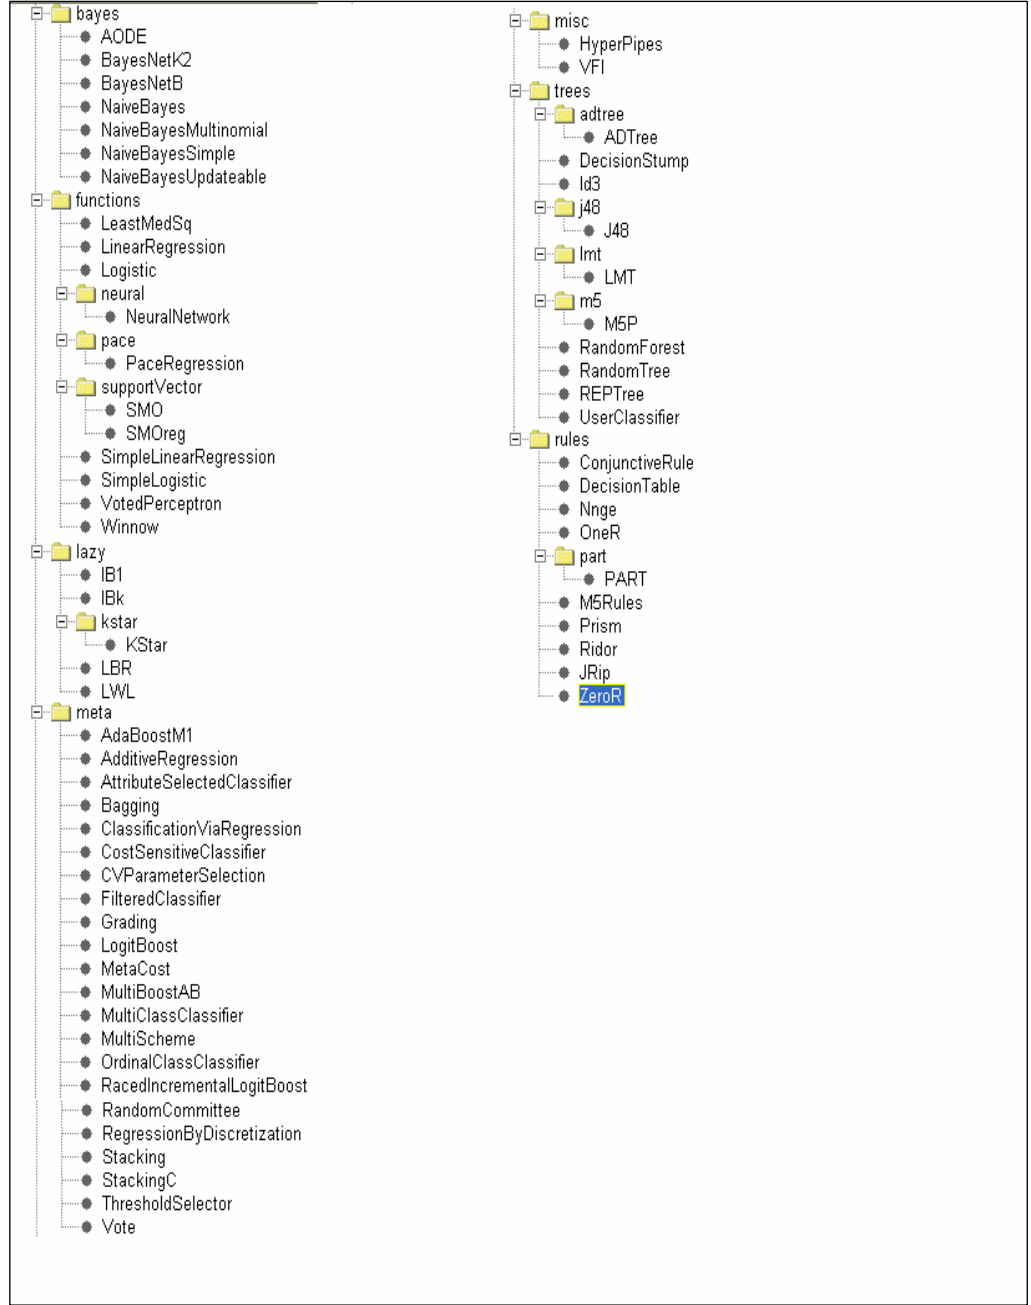 bayes
AODE
BayesNetK2
BayesNetB
NaiveBayes
NaiveBayesMultinomial
NaiveBayesSimple
NaiveBayesUpdateable
functions
LeastMedSq
LinearRegression
Logistic
neural
NeuralNetwork
pace
PaceRegression
supportVector
SMO
SMOreg
SimpleLinearRegression
SimpleLogistic
VotedPerceptron
Winnow
lazy
IB1
IBk
kstar
KStar
LBR
LWL
meta
AdaBoostM1
AdditiveRegression
AttributeSelectedClassifier
Bagging
ClassificationViaRegression
CostSensitiveClassifier
CVParameterSelection
FilteredClassifier
Grading
LogitBoost
MetaCost
MultiBoostAB
MultiClassClassifier
MultiScheme
OrdinalClassClassifier
RacedIncrementalLogitBoost
RandomCommittee
RegressionByDiscretization
Stacking
StackingC
ThresholdSelector
Vote
misc
HyperPipes
VFI
trees
adtree
ADTree
DecisionStump
Id3
j48
J48
lmt
LMT
m5
M5P
RandomForest
RandomTree
REPTree
UserClassifier
rules
ConjunctiveRule
DecisionTable
Nnge
OneR
part
PART
M5Rules
Prism
Ridor
JRip
ZeroR